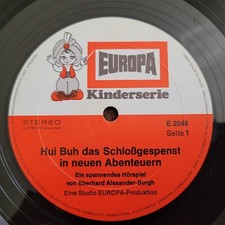 EUROPA
Kinderserie
STEREO
E 2048
Seite 1
Hui Buh das Schloßgespenst
in neuen Abenteuern
Ein spannendes Hörspiel
von Eberhard Alexander-Burgh
Eine Studio EUROPA-Produktion